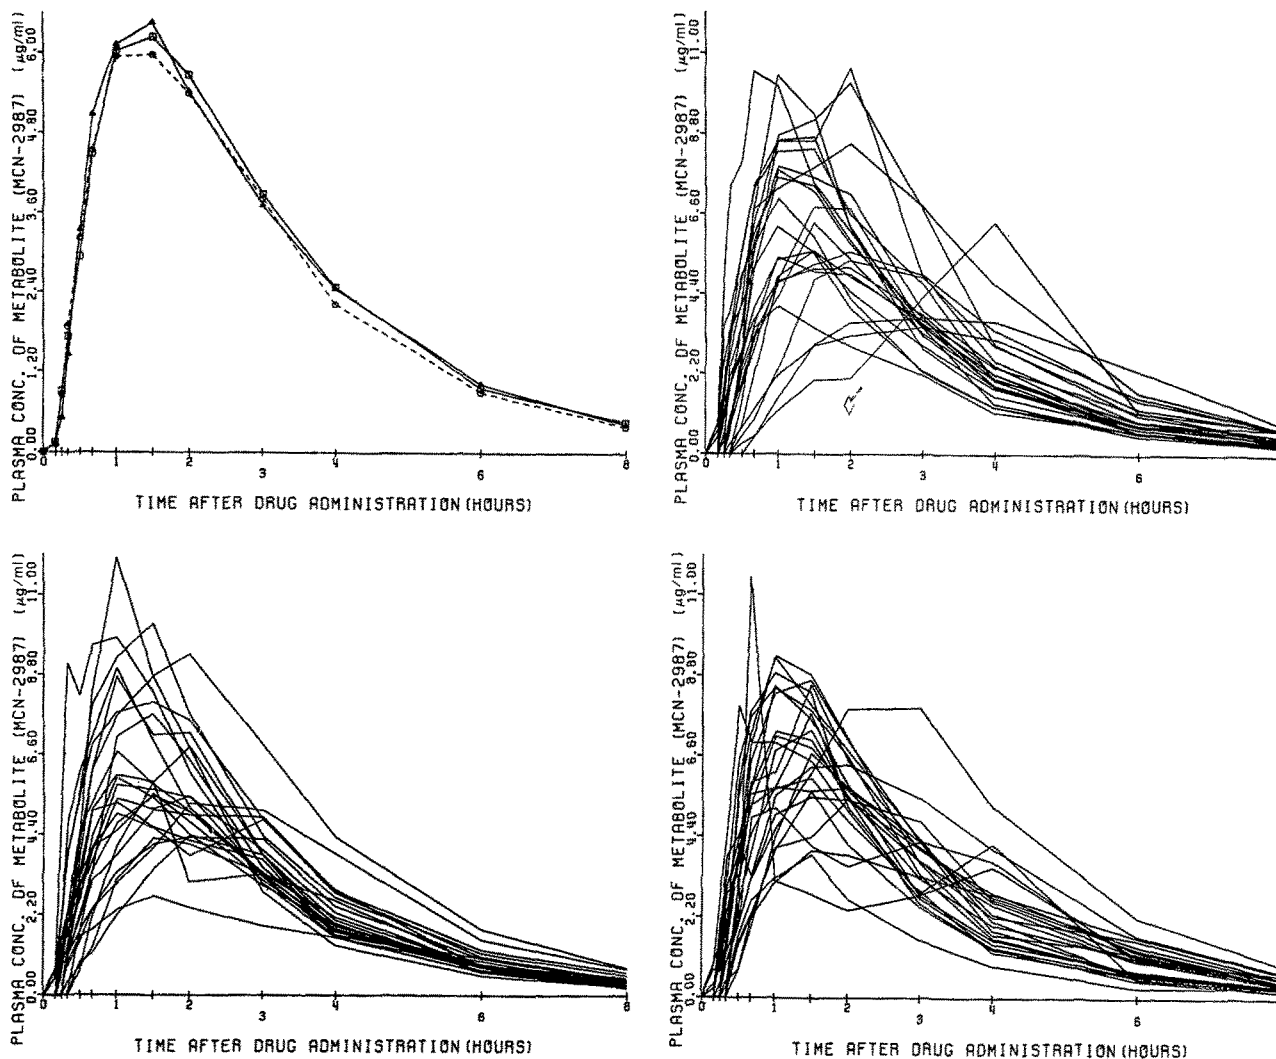 PLASMA CONC. OF METABOLITE (MCN-2987) (µg/ml)
0.00 1.20 2.40 3.60 4.80 6.00
0 1 2 3 4 6 8
TIME AFTER DRUG ADMINISTRATION (HOURS)
PLASMA CONC. OF METABOLITE (MCN-2987) (µg/ml)
0.00 2.20 4.40 6.60 8.80 11.00
0 1 2 3 4 6
TIME AFTER DRUG ADMINISTRATION (HOURS)
PLASMA CONC. OF METABOLITE (MCN-2987) (µg/ml)
0.00 2.20 4.40 6.60 8.80 11.00
0 1 2 3 4 6 8
TIME AFTER DRUG ADMINISTRATION (HOURS)
PLASMA CONC. OF METABOLITE (MCN-2987) (µg/ml)
0.00 2.20 4.40 6.60 8.80 11.00
0 1 2 3 4 6
TIME AFTER DRUG ADMINISTRATION (HOURS)